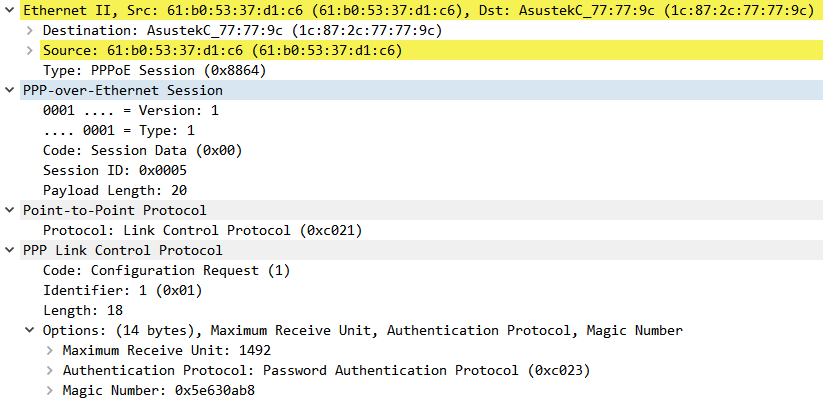 Ethernet II, Src: 61:b0:53:37:d1:c6 (61:b0:53:37:d1:c6), Dst: AsustekC_77:77:9c (1c:87:2c:77:77:9c)
Destination: AsustekC_77:77:9c (1c:87:2c:77:77:9c)
Source: 61:b0:53:37:d1:c6 (61:b0:53:37:d1:c6)
Type: PPPoE Session (0x8864)
PPP-over-Ethernet Session
0001 .... = Version: 1
.... 0001 = Type: 1
Code: Session Data (0x00)
Session ID: 0x0005
Payload Length: 20
Point-to-Point Protocol
Protocol: Link Control Protocol (0xc021)
PPP Link Control Protocol
Code: Configuration Request (1)
Identifier: 1 (0x01)
Length: 18
Options: (14 bytes), Maximum Receive Unit, Authentication Protocol, Magic Number
Maximum Receive Unit: 1492
Authentication Protocol: Password Authentication Protocol (0xc023)
Magic Number: 0x5e630ab8